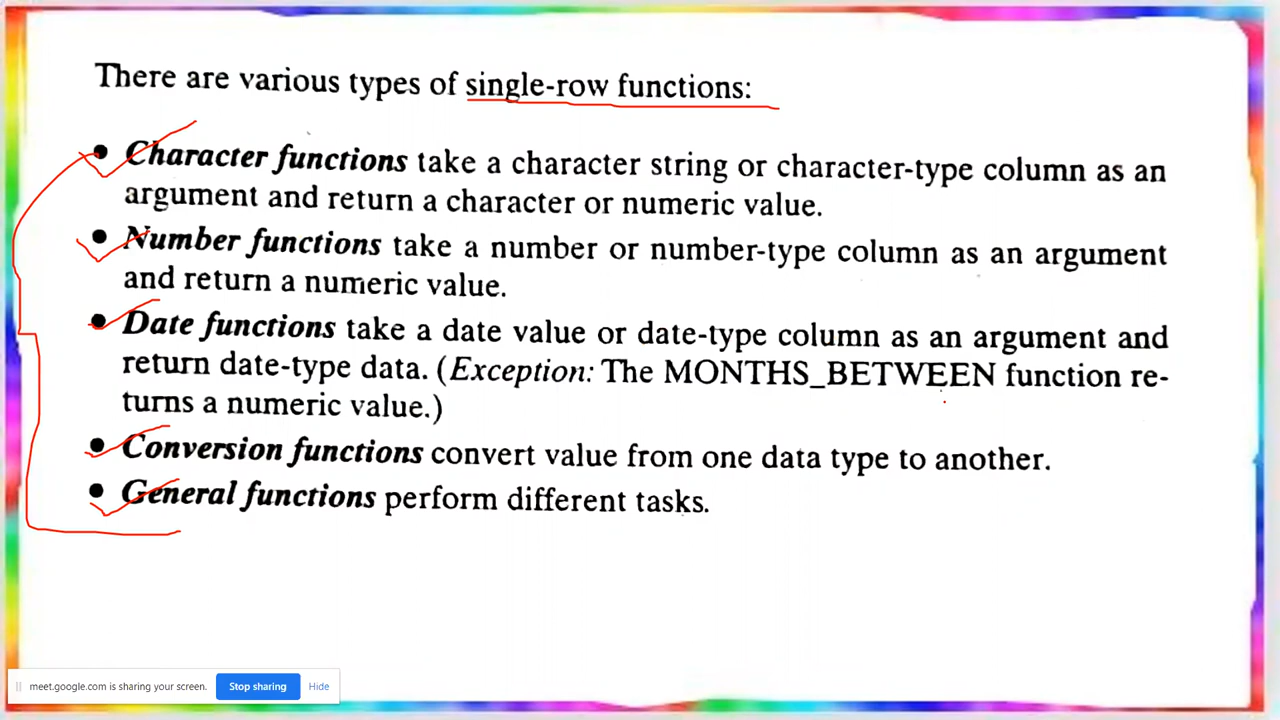 There are various types of single-row functions:
• Character functions take a character string or character-type column as an
argument and return a character or numeric value.
• Number functions take a number or number-type column as an argument
and return a numeric value.
• Date functions take a date value or date-type column as an argument and
return date-type data. (Exception: The MONTHS_BETWEEN function re-
turns a numeric value.)
• Conversion functions convert value from one data type to another.
• General functions perform different tasks.
meet.google.com is sharing your screen. Stop sharing Hide